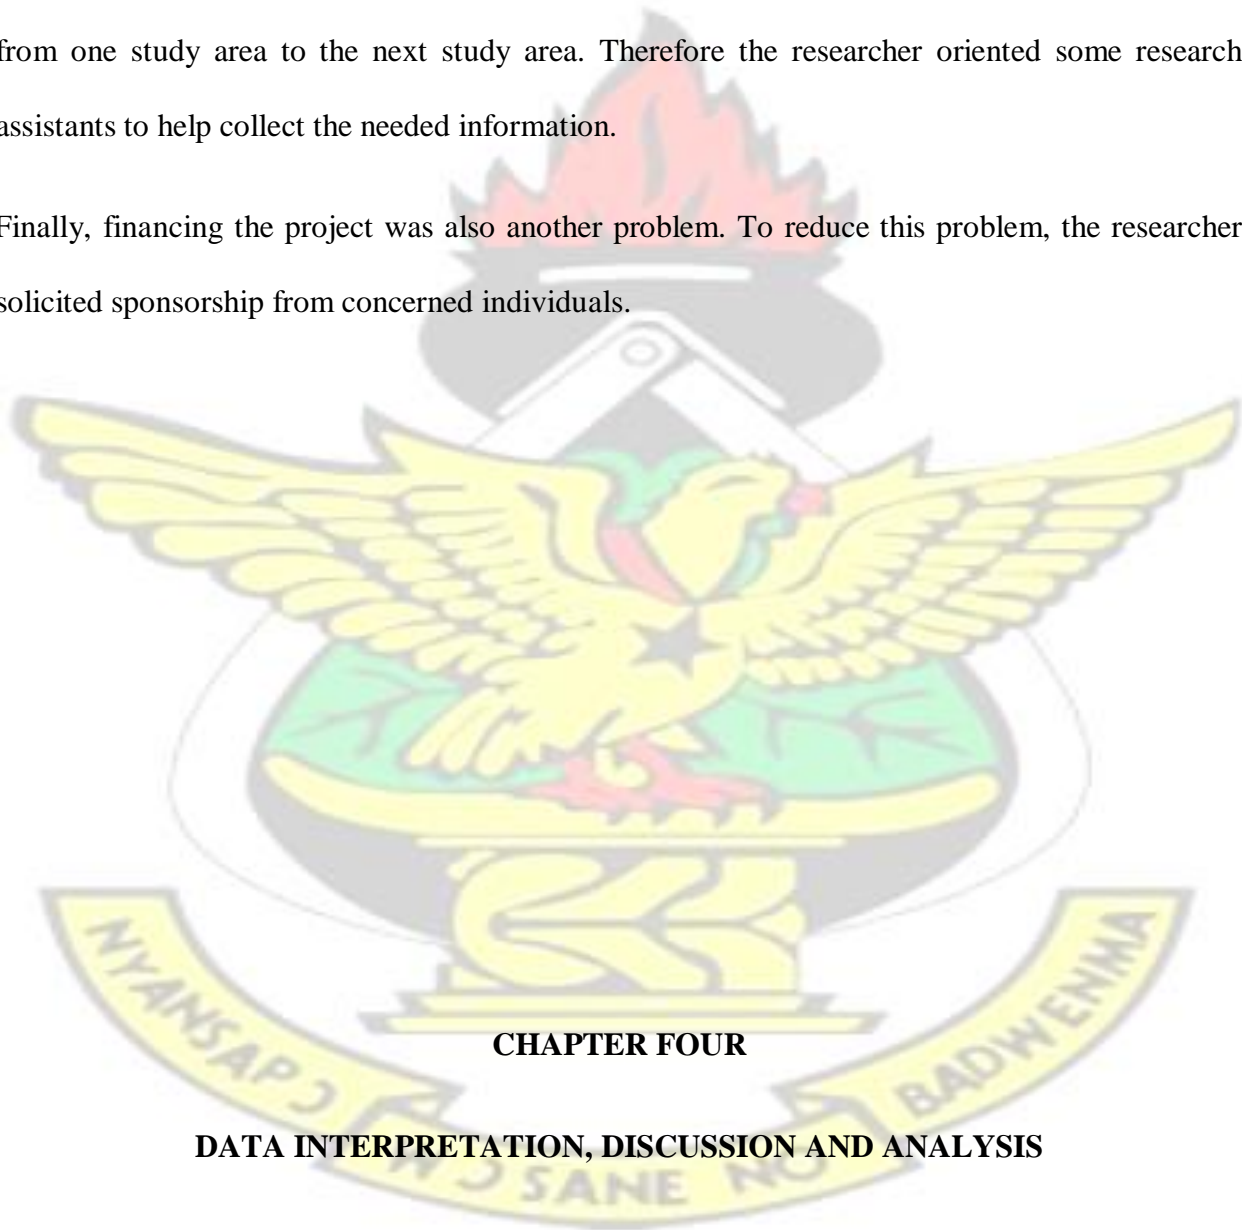 from one study area to the next study area. Therefore the researcher oriented some research
assistants to help collect the needed information.
Finally, financing the project was also another problem. To reduce this problem, the researcher
solicited sponsorship from concerned individuals.
CHAPTER FOUR
DATA INTERPRETATION, DISCUSSION AND ANALYSIS
NYANSAPƆ WƆ SANE NO BADWENMA